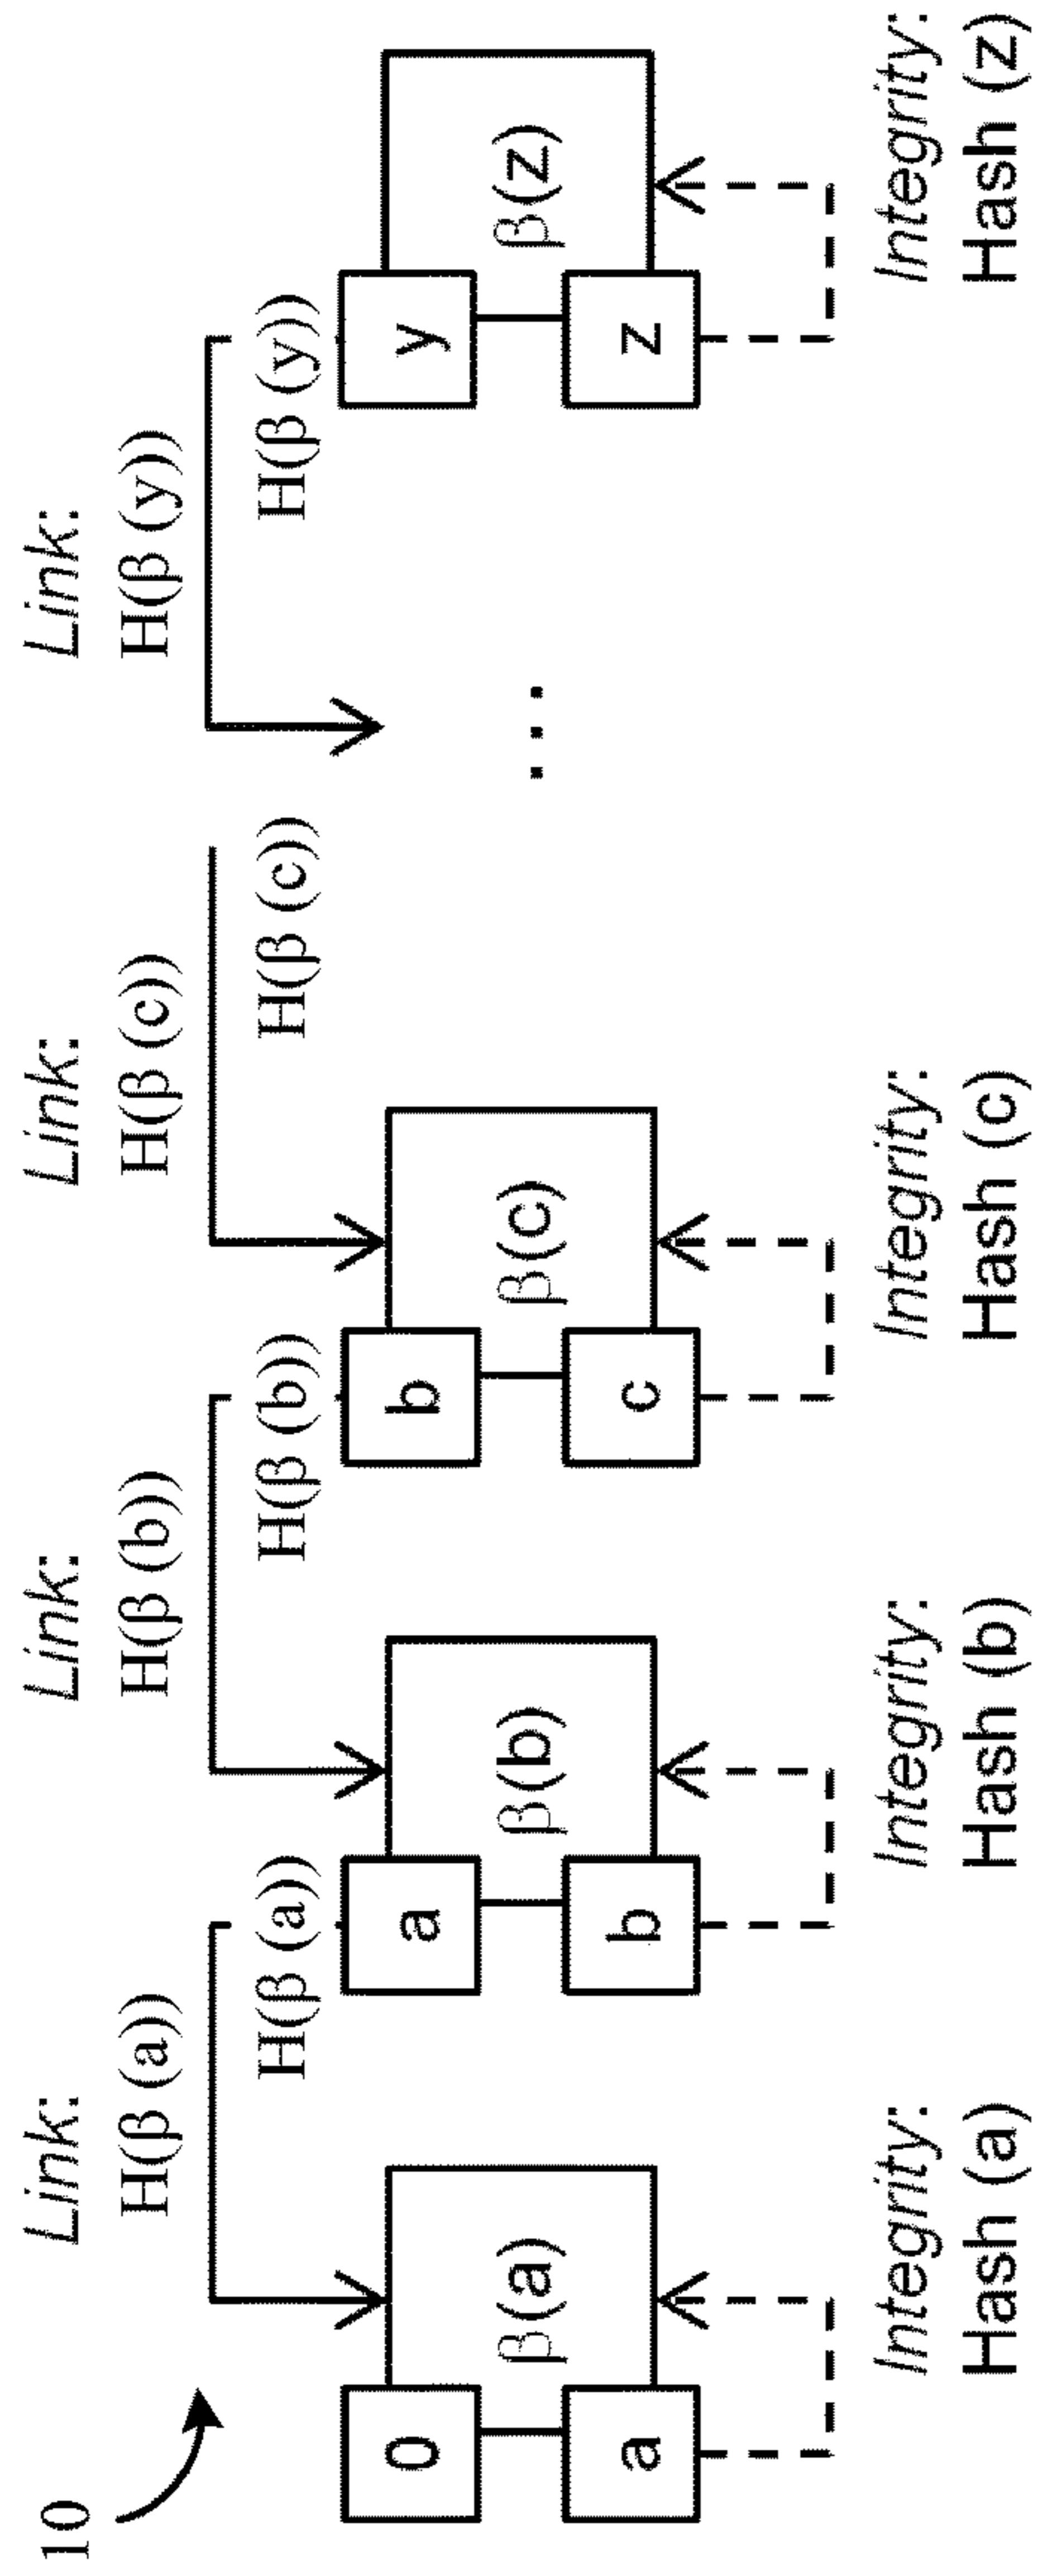 10
Link:
H(β (a))
Link:
H(β (b))
Link:
H(β (c))
Link:
H(β (y))
H(β (a))
H(β (b))
H(β (c))
H(β (y))
0
a
β(a)
a
b
β(b)
b
c
β(c)
...
y
z
β(z)
Integrity:
Hash (a)
Integrity:
Hash (b)
Integrity:
Hash (c)
Integrity:
Hash (z)